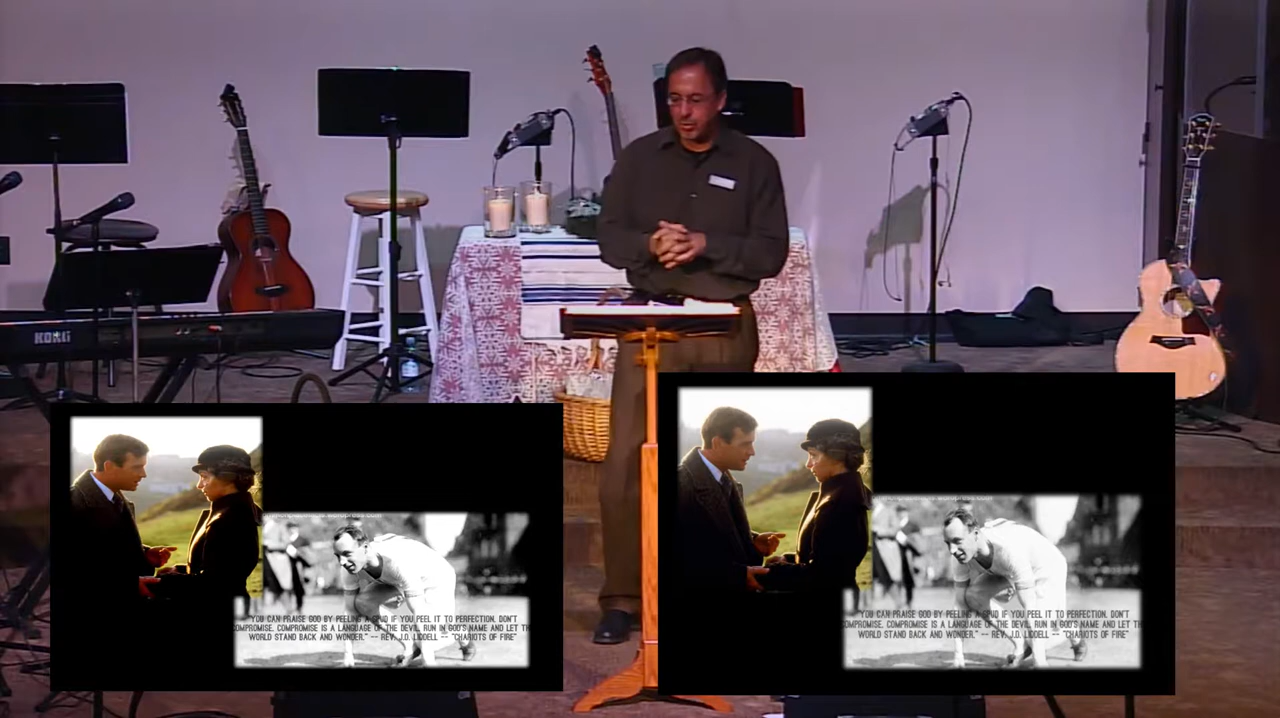 KORG
"YOU CAN PRAISE GOD BY PEELING A SPUD IF YOU PEEL IT TO PERFECTION. DON'T
COMPROMISE. COMPROMISE IS A LANGUAGE OF THE DEVIL. RUN IN GOD'S NAME AND LET TH
WORLD STAND BACK AND WONDER." -- REV. J.D. LIDDELL -- "CHARIOTS OF FIRE"
"YOU CAN PRAISE GOD BY PEELING A SPUD IF YOU PEEL IT TO PERFECTION. DON'T
COMPROMISE. COMPROMISE IS A LANGUAGE OF THE DEVIL. RUN IN GOD'S NAME AND LET TH
WORLD STAND BACK AND WONDER." -- REV. J.D. LIDDELL -- "CHARIOTS OF FIRE"